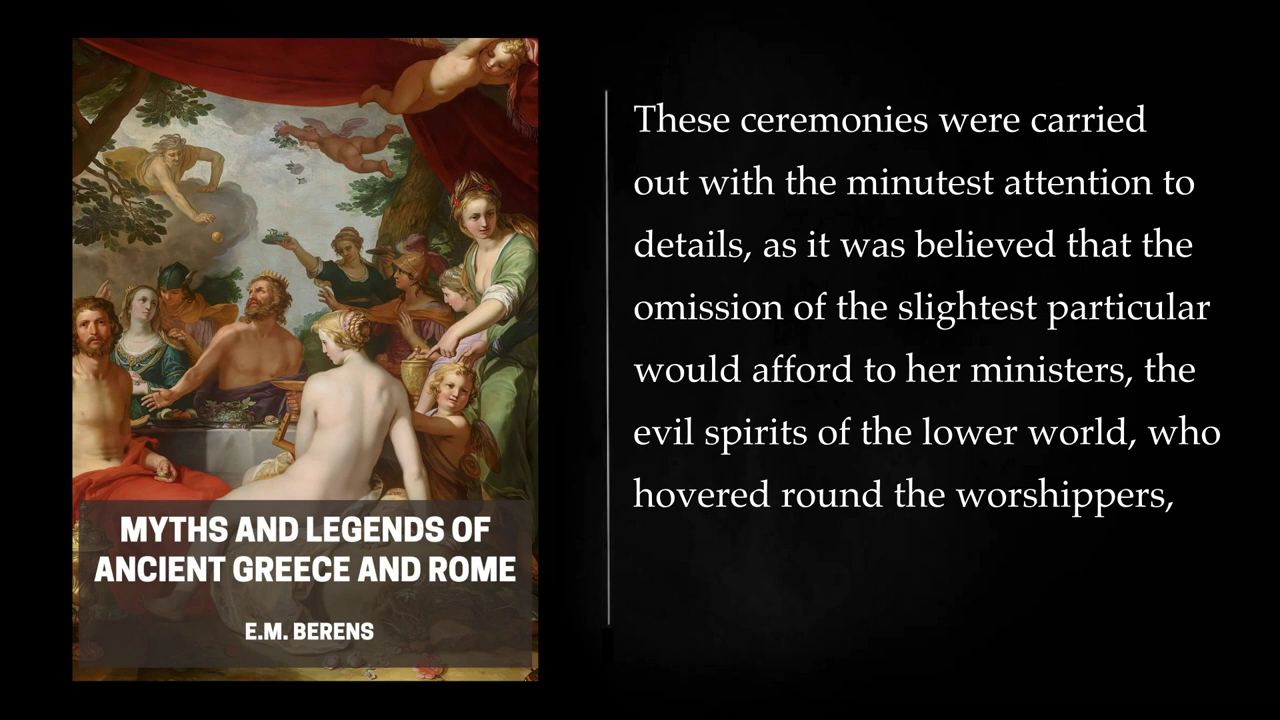 MYTHS AND LEGENDS OF
ANCIENT GREECE AND ROME
E.M. BERENS
These ceremonies were carried
out with the minutest attention to
details, as it was believed that the
omission of the slightest particular
would afford to her ministers, the
evil spirits of the lower world, who
hovered round the worshippers,